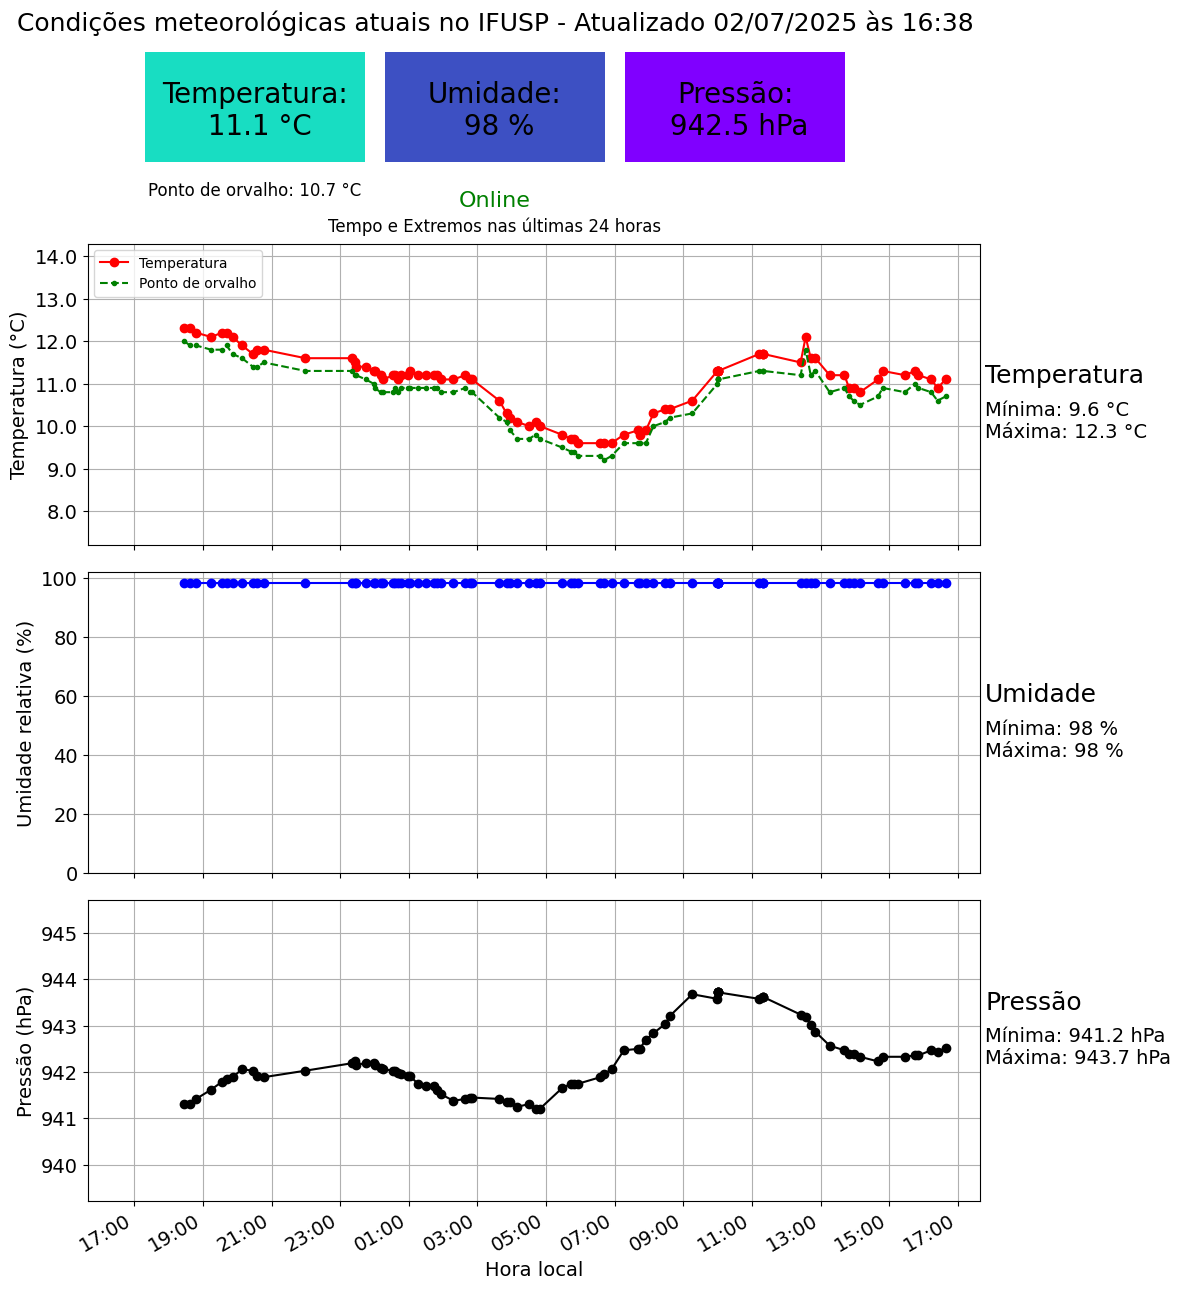 Condições meteorológicas atuais no IFUSP - Atualizado 02/07/2025 às 16:38
Temperatura:
11.1 °C
Umidade:
98 %
Pressão:
942.5 hPa
Ponto de orvalho: 10.7 °C
Online
Tempo e Extremos nas últimas 24 horas
Temperatura
Ponto de orvalho
Temperatura (°C)
14.0
13.0
12.0
11.0
10.0
9.0
8.0
Temperatura
Mínima: 9.6 °C
Máxima: 12.3 °C
Umidade relativa (%)
100
80
60
40
20
0
Umidade
Mínima: 98 %
Máxima: 98 %
Pressão (hPa)
945
944
943
942
941
940
Pressão
Mínima: 941.2 hPa
Máxima: 943.7 hPa
17:00
19:00
21:00
23:00
01:00
03:00
05:00
07:00
09:00
11:00
13:00
15:00
17:00
Hora local